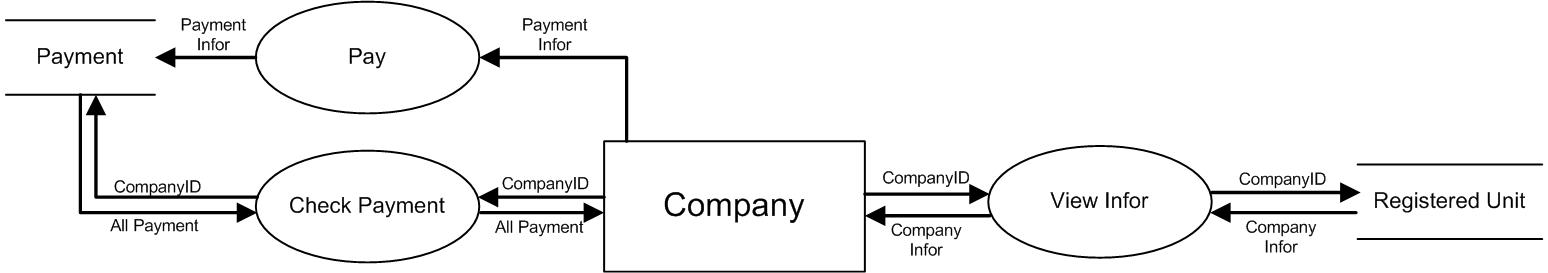 Payment
Payment
Infor
Pay
Payment
Infor
CompanyID
All Payment
Check Payment
CompanyID
All Payment
Company
CompanyID
Company
Infor
View Infor
CompanyID
Company
Infor
Registered Unit